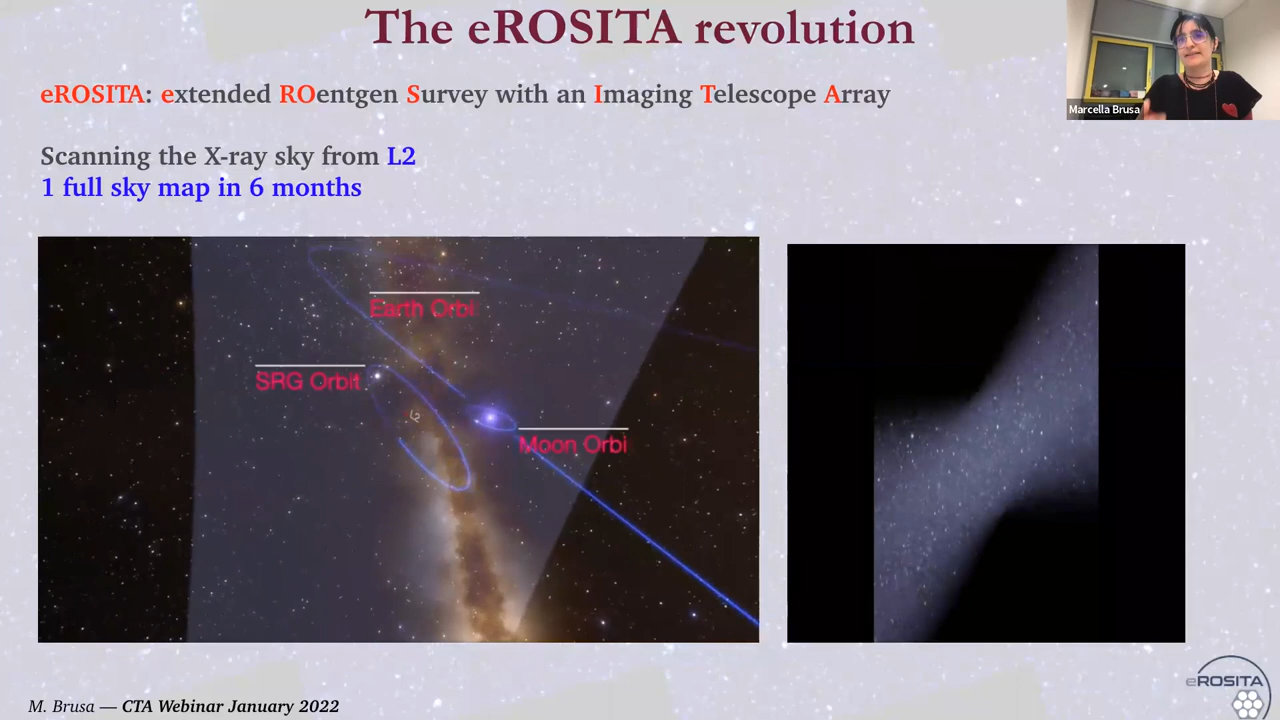 The eROSITA revolution
eROSITA: extended ROentgen Survey with an Imaging Telescope Array
Marcella Brusa
Scanning the X-ray sky from L2
1 full sky map in 6 months
Earth Orbi
SRG Orbit
L2
Moon Orbi
eROSITA
M. Brusa — CTA Webinar January 2022